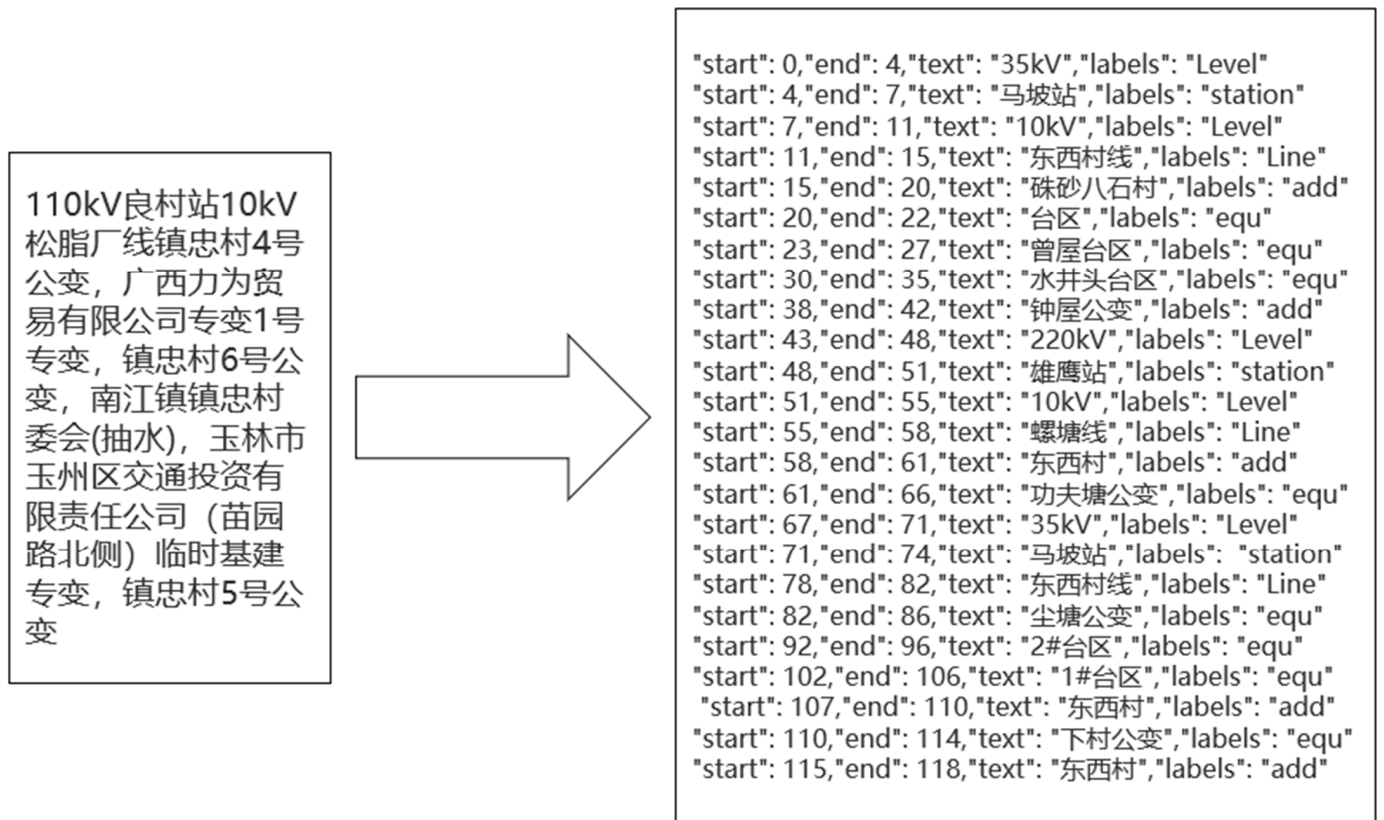 110kV良村站10kV
松脂厂线镇忠村4号
公变，广西力为贸
易有限公司专变1号
专变，镇忠村6号公
变，南江镇镇忠村
委会(抽水)，玉林市
玉州区交通投资有
限责任公司（苗园
路北侧）临时基建
专变，镇忠村5号公
变
"start": 0,"end": 4,"text": "35kV","labels": "Level"
"start": 4,"end": 7,"text": "马坡站","labels": "station"
"start": 7,"end": 11,"text": "10kV","labels": "Level"
"start": 11,"end": 15,"text": "东西村线","labels": "Line"
"start": 15,"end": 20,"text": "硃砂八石村","labels": "add"
"start": 20,"end": 22,"text": "台区","labels": "equ"
"start": 23,"end": 27,"text": "曾屋台区","labels": "equ"
"start": 30,"end": 35,"text": "水井头台区","labels": "equ"
"start": 38,"end": 42,"text": "钟屋公变","labels": "add"
"start": 43,"end": 48,"text": "220kV","labels": "Level"
"start": 48,"end": 51,"text": "雄鹰站","labels": "station"
"start": 51,"end": 55,"text": "10kV","labels": "Level"
"start": 55,"end": 58,"text": "螺塘线","labels": "Line"
"start": 58,"end": 61,"text": "东西村","labels": "add"
"start": 61,"end": 66,"text": "功夫塘公变","labels": "equ"
"start": 67,"end": 71,"text": "35kV","labels": "Level"
"start": 71,"end": 74,"text": "马坡站","labels":  "station"
"start": 78,"end": 82,"text": "东西村线","labels": "Line"
"start": 82,"end": 86,"text": "尘塘公变","labels": "equ"
"start": 92,"end": 96,"text": "2#台区","labels": "equ"
"start": 102,"end": 106,"text": "1#台区","labels": "equ"
"start": 107,"end": 110,"text": "东西村","labels": "add"
"start": 110,"end": 114,"text": "下村公变","labels": "equ"
"start": 115,"end": 118,"text": "东西村","labels": "add"